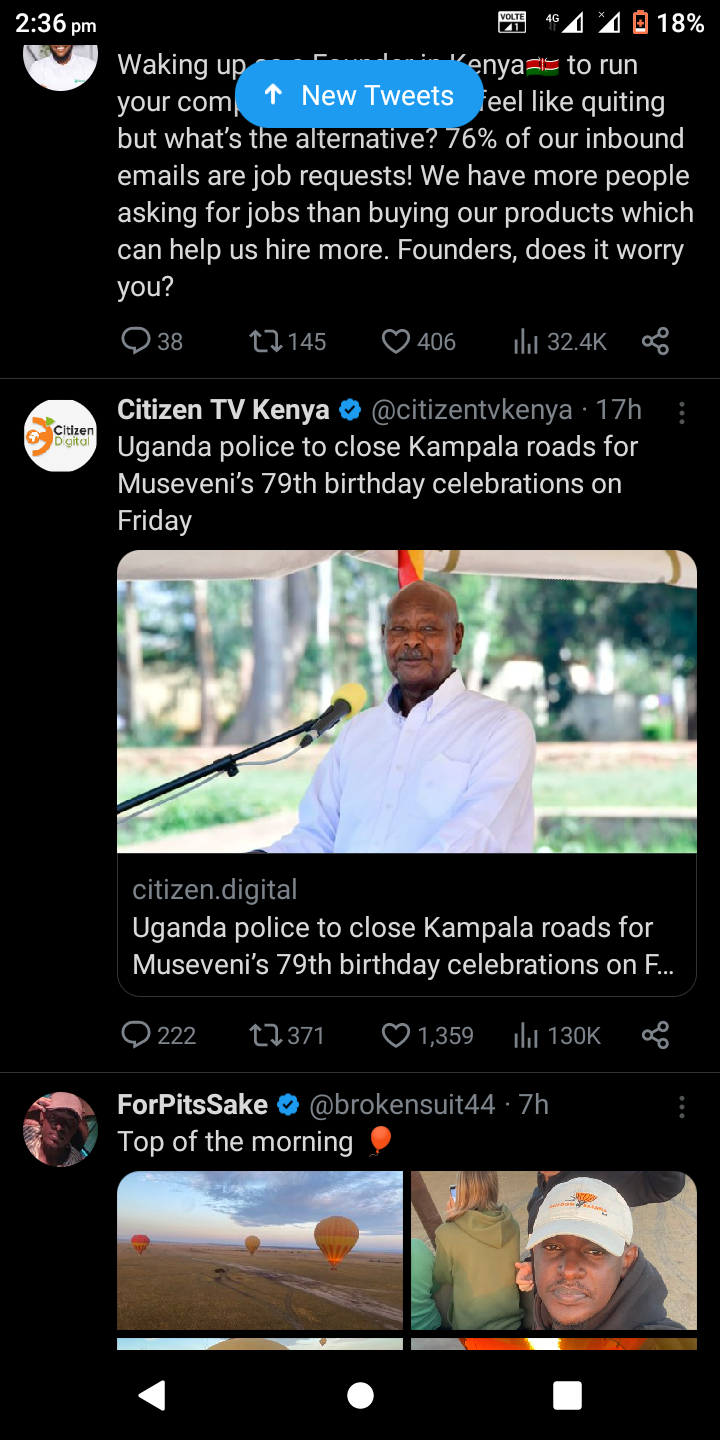 2:36 pm
VOLTE
1
4G
18%
Waking up Kenya🇰🇪 to run
New Tweets
your feel like quiting
but what's the alternative? 76% of our inbound
emails are job requests! We have more people
asking for jobs than buying our products which
can help us hire more. Founders, does it worry
you?
38 145 406 32.4K
Citizen
Digital
Citizen TV Kenya @citizentvkenya · 17h
Uganda police to close Kampala roads for
Museveni's 79th birthday celebrations on
Friday
citizen.digital
Uganda police to close Kampala roads for
Museveni's 79th birthday celebrations on F...
222 371 1,359 130K
ForPitsSake @brokensuit44 · 7h
Top of the morning 🎈